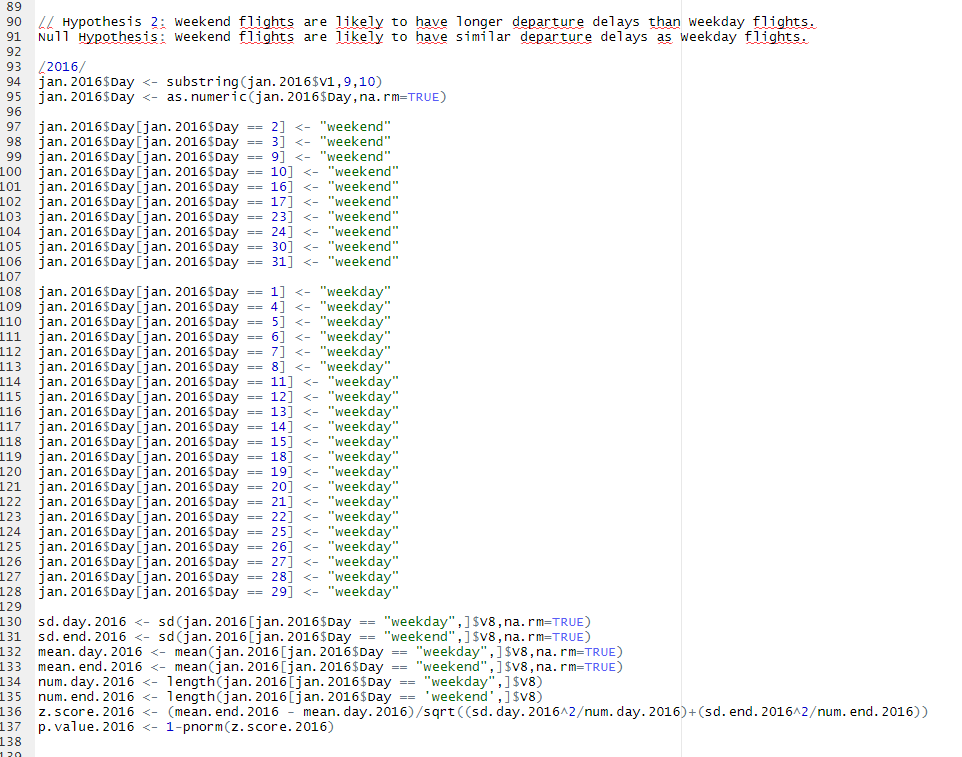 89
90 // Hypothesis 2: Weekend flights are likely to have longer departure delays than Weekday flights.
91 Null Hypothesis: Weekend flights are likely to have similar departure delays as Weekday flights.
92
93 /2016/
94 jan.2016$Day <- substring(jan.2016$V1,9,10)
95 jan.2016$Day <- as.numeric(jan.2016$Day,na.rm=TRUE)
96
97 jan.2016$Day[jan.2016$Day == 2] <- "weekend"
98 jan.2016$Day[jan.2016$Day == 3] <- "weekend"
99 jan.2016$Day[jan.2016$Day == 9] <- "weekend"
100 jan.2016$Day[jan.2016$Day == 10] <- "weekend"
101 jan.2016$Day[jan.2016$Day == 16] <- "weekend"
102 jan.2016$Day[jan.2016$Day == 17] <- "weekend"
103 jan.2016$Day[jan.2016$Day == 23] <- "weekend"
104 jan.2016$Day[jan.2016$Day == 24] <- "weekend"
105 jan.2016$Day[jan.2016$Day == 30] <- "weekend"
106 jan.2016$Day[jan.2016$Day == 31] <- "weekend"
107
108 jan.2016$Day[jan.2016$Day == 1] <- "weekday"
109 jan.2016$Day[jan.2016$Day == 4] <- "weekday"
110 jan.2016$Day[jan.2016$Day == 5] <- "weekday"
111 jan.2016$Day[jan.2016$Day == 6] <- "weekday"
112 jan.2016$Day[jan.2016$Day == 7] <- "weekday"
113 jan.2016$Day[jan.2016$Day == 8] <- "weekday"
114 jan.2016$Day[jan.2016$Day == 11] <- "weekday"
115 jan.2016$Day[jan.2016$Day == 12] <- "weekday"
116 jan.2016$Day[jan.2016$Day == 13] <- "weekday"
117 jan.2016$Day[jan.2016$Day == 14] <- "weekday"
118 jan.2016$Day[jan.2016$Day == 15] <- "weekday"
119 jan.2016$Day[jan.2016$Day == 18] <- "weekday"
120 jan.2016$Day[jan.2016$Day == 19] <- "weekday"
121 jan.2016$Day[jan.2016$Day == 20] <- "weekday"
122 jan.2016$Day[jan.2016$Day == 21] <- "weekday"
123 jan.2016$Day[jan.2016$Day == 22] <- "weekday"
124 jan.2016$Day[jan.2016$Day == 25] <- "weekday"
125 jan.2016$Day[jan.2016$Day == 26] <- "weekday"
126 jan.2016$Day[jan.2016$Day == 27] <- "weekday"
127 jan.2016$Day[jan.2016$Day == 28] <- "weekday"
128 jan.2016$Day[jan.2016$Day == 29] <- "weekday"
129
130 sd.day.2016 <- sd(jan.2016[jan.2016$Day == "weekday",]$V8,na.rm=TRUE)
131 sd.end.2016 <- sd(jan.2016[jan.2016$Day == "weekend",]$V8,na.rm=TRUE)
132 mean.day.2016 <- mean(jan.2016[jan.2016$Day == "weekday",]$V8,na.rm=TRUE)
133 mean.end.2016 <- mean(jan.2016[jan.2016$Day == "weekend",]$V8,na.rm=TRUE)
134 num.day.2016 <- length(jan.2016[jan.2016$Day == "weekday",]$V8)
135 num.end.2016 <- length(jan.2016[jan.2016$Day == 'weekend',]$V8)
136 z.score.2016 <- (mean.end.2016 - mean.day.2016)/sqrt((sd.day.2016^2/num.day.2016)+(sd.end.2016^2/num.end.2016))
137 p.value.2016 <- 1-pnorm(z.score.2016)
138
139